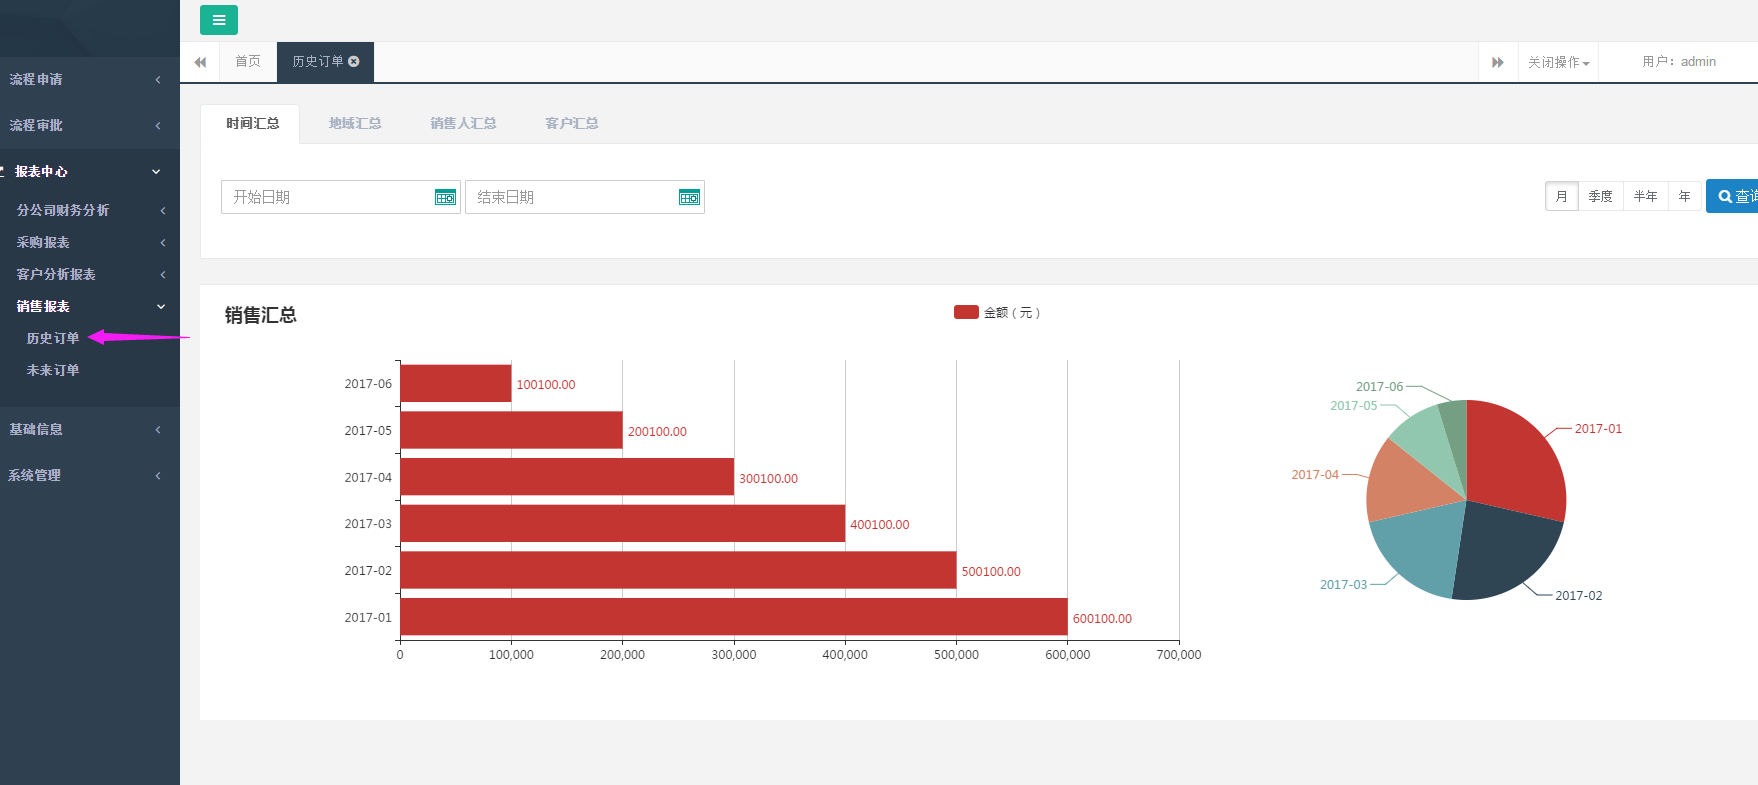 首页
历史订单
关闭操作
用户：admin
流程申请
流程审批
报表中心
分公司财务分析
采购报表
客户分析报表
销售报表
历史订单
未来订单
基础信息
系统管理
时间汇总
地域汇总
销售人汇总
客户汇总
开始日期
结束日期
月
季度
半年
年
查询
销售汇总
金额（元）
2017-06
100100.00
2017-05
200100.00
2017-04
300100.00
2017-03
400100.00
2017-02
500100.00
2017-01
600100.00
0
100,000
200,000
300,000
400,000
500,000
600,000
700,000
2017-06
2017-05
2017-04
2017-03
2017-01
2017-02